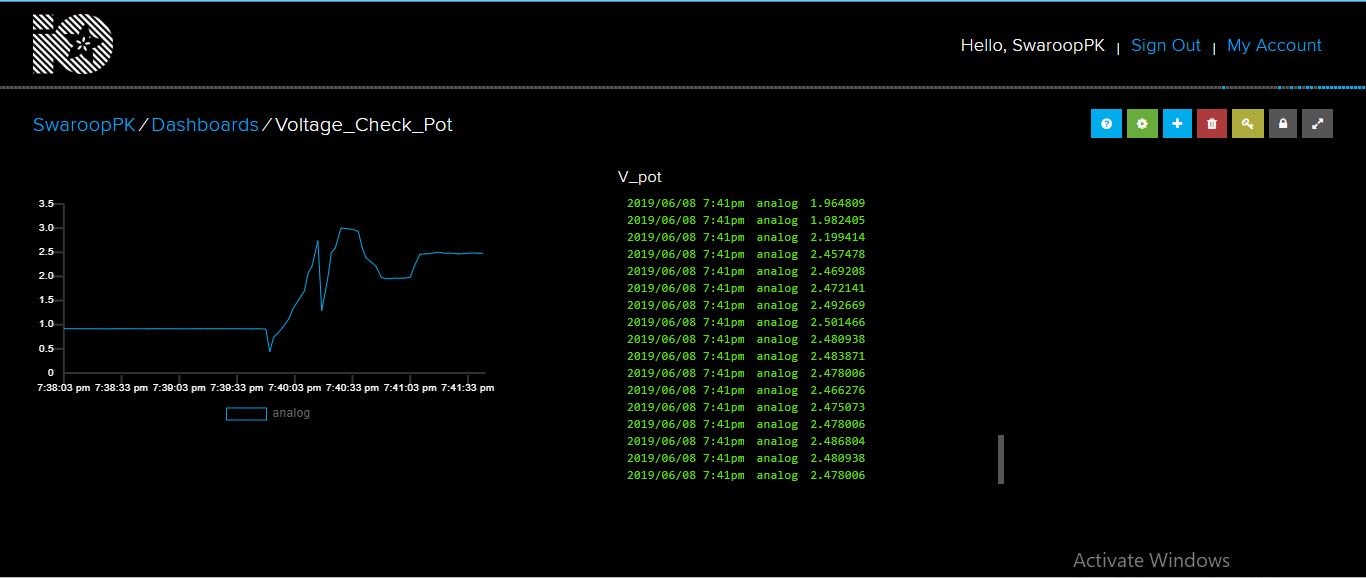 iO
Hello, SwaroopPK | Sign Out | My Account
SwaroopPK / Dashboards / Voltage_Check_Pot
3.5
3.0
2.5
2.0
1.5
1.0
0.5
0
7:38:03 pm 7:38:33 pm 7:39:03 pm 7:39:33 pm 7:40:03 pm 7:40:33 pm 7:41:03 pm 7:41:33 pm
analog
V_pot
2019/06/08 7:41pm analog 1.964809
2019/06/08 7:41pm analog 1.982405
2019/06/08 7:41pm analog 2.199414
2019/06/08 7:41pm analog 2.457478
2019/06/08 7:41pm analog 2.469208
2019/06/08 7:41pm analog 2.472141
2019/06/08 7:41pm analog 2.492669
2019/06/08 7:41pm analog 2.501466
2019/06/08 7:41pm analog 2.480938
2019/06/08 7:41pm analog 2.483871
2019/06/08 7:41pm analog 2.478006
2019/06/08 7:41pm analog 2.466276
2019/06/08 7:41pm analog 2.475073
2019/06/08 7:41pm analog 2.478006
2019/06/08 7:41pm analog 2.486804
2019/06/08 7:41pm analog 2.480938
2019/06/08 7:41pm analog 2.478006
Activate Windows